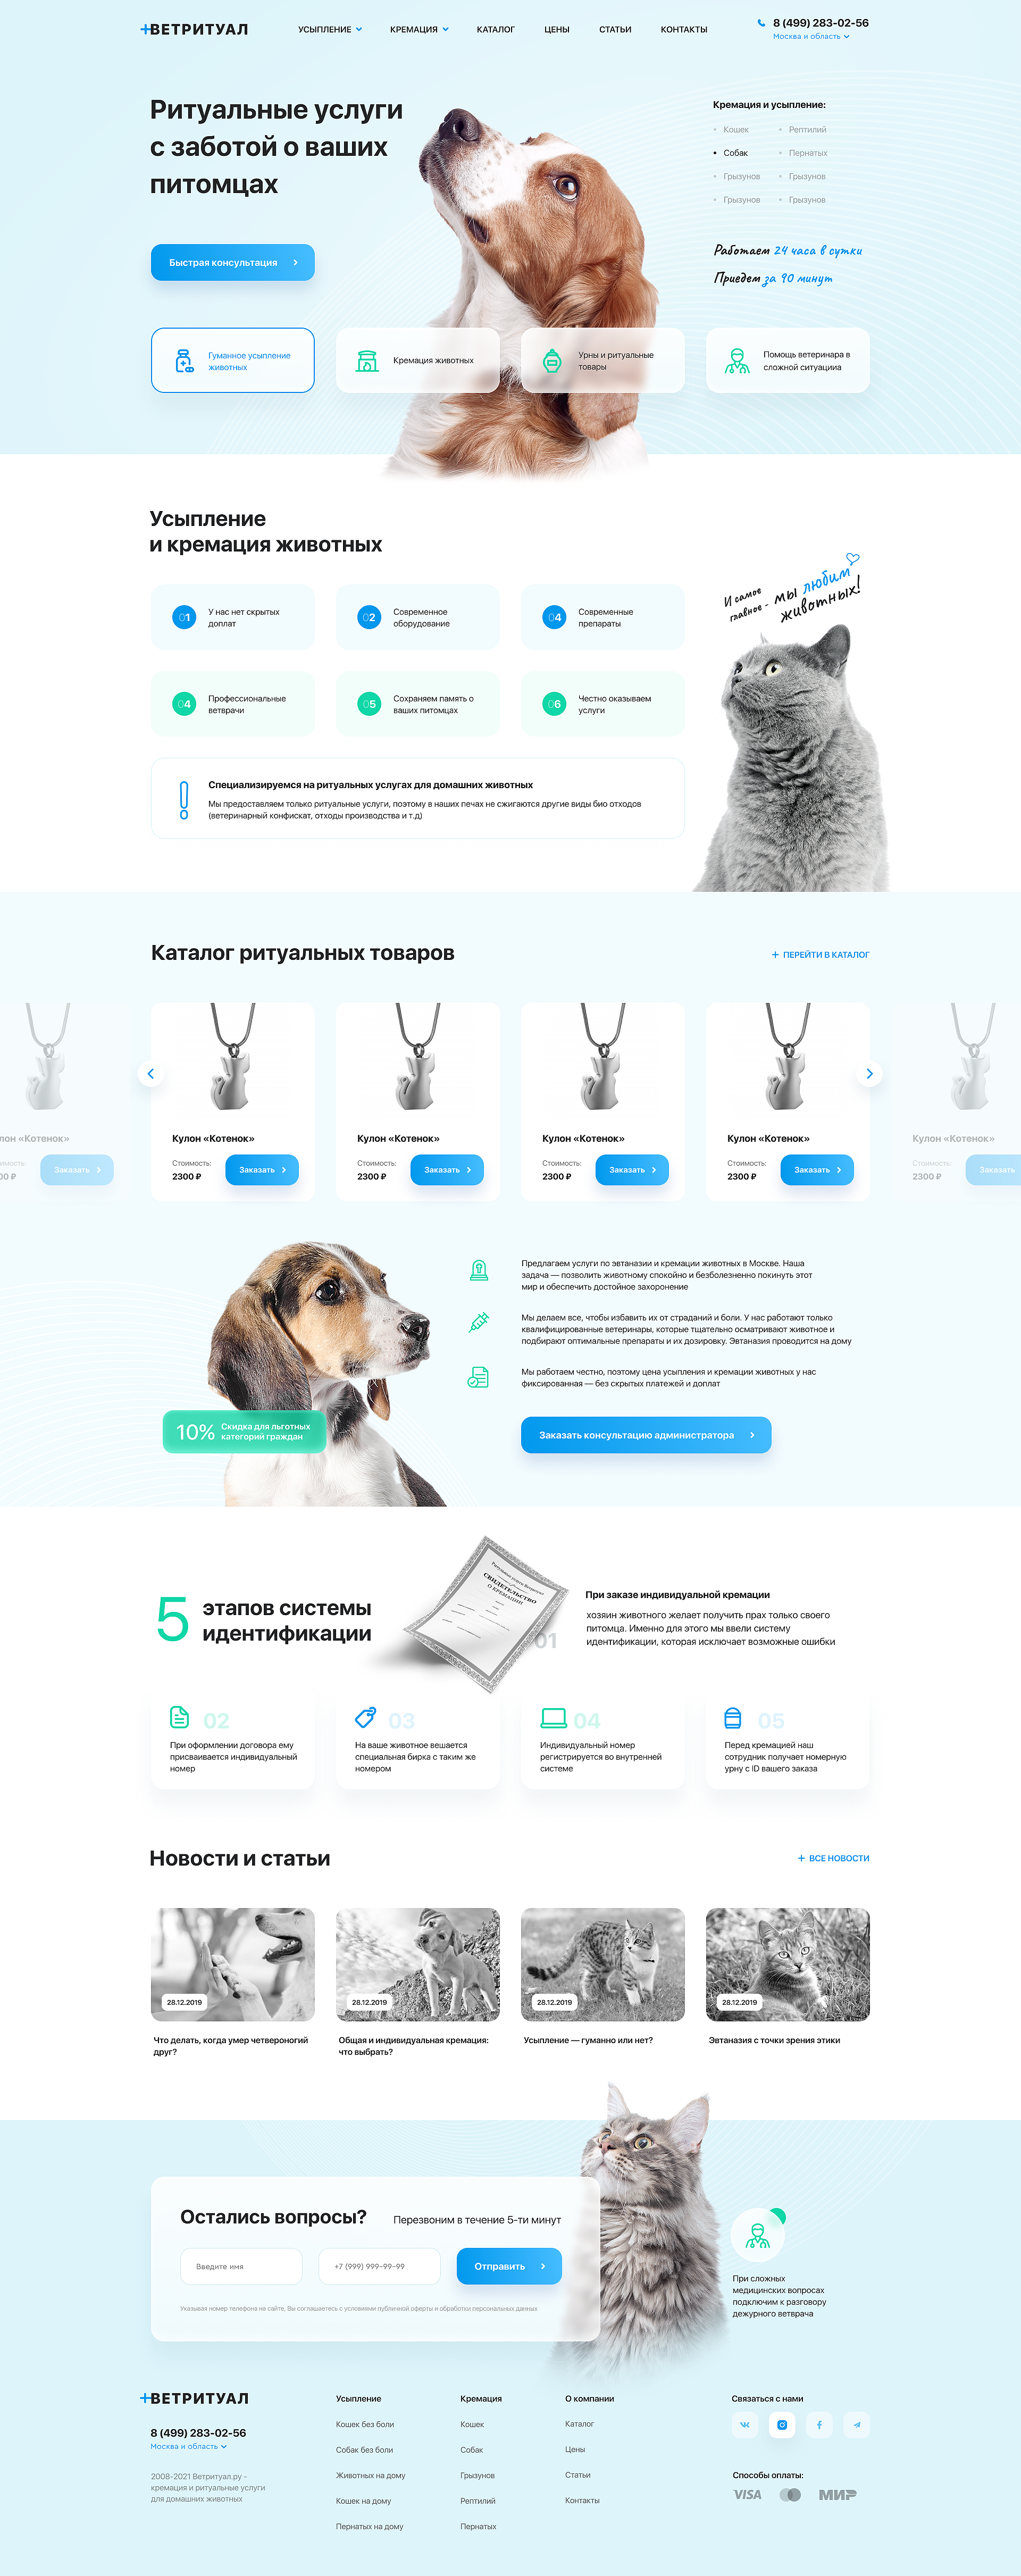 ВЕТРИТУАЛ
УСЫПЛЕНИЕ
КРЕМАЦИЯ
КАТАЛОГ
ЦЕНЫ
СТАТЬИ
КОНТАКТЫ
8 (499) 283-02-56
Москва и область
Ритуальные услуги
с заботой о ваших
питомцах
Быстрая консультация
Кремация и усыпление:
Кошек
Рептилий
Собак
Пернатых
Грызунов
Грызунов
Грызунов
Грызунов
Работаем 24 часа в сутки
Приедем за 90 минут
Гуманное усыпление
животных
Кремация животных
Урны и ритуальные
товары
Помощь ветеринара в
сложной ситуацииа
Усыпление
и кремация животных
01
У нас нет скрытых
доплат
02
Современное
оборудование
04
Современные
препараты
04
Профессиональные
ветврачи
05
Сохраняем память о
ваших питомцах
06
Честно оказываем
услуги
Специализируемся на ритуальных услугах для домашних животных
Мы предоставляем только ритуальные услуги, поэтому в наших печах не сжигаются другие виды био отходов
(ветеринарный конфискат, отходы производства и т.д)
И самое
главное -
мы любим
животных!
Каталог ритуальных товаров
+ ПЕРЕЙТИ В КАТАЛОГ
лон «Котенок»
имость:
00 ₽
Заказать
Кулон «Котенок»
Стоимость:
2300 ₽
Заказать
Кулон «Котенок»
Стоимость:
2300 ₽
Заказать
Кулон «Котенок»
Стоимость:
2300 ₽
Заказать
Кулон «Котенок»
Стоимость:
2300 ₽
Заказать
Кулон «Котенок»
Стоимость:
2300 ₽
Заказать
Предлагаем услуги по эвтаназии и кремации животных в Москве. Наша
задача — позволить животному спокойно и безболезненно покинуть этот
мир и обеспечить достойное захоронение
Мы делаем все, чтобы избавить их от страданий и боли. У нас работают только
квалифицированные ветеринары, которые тщательно осматривают животное и
подбирают оптимальные препараты и их дозировку. Эвтаназия проводится на дому
Мы работаем честно, поэтому цена усыпления и кремации животных у нас
фиксированная — без скрытых платежей и доплат
10%
Скидка для льготных
категорий граждан
Заказать консультацию администратора
5
этапов системы
идентификации
Ритуальные услуги Ветритуал
СВИДЕТЕЛЬСТВО
О КРЕМАЦИИ
01
При заказе индивидуальной кремации
хозяин животного желает получить прах только своего
питомца. Именно для этого мы ввели систему
идентификации, которая исключает возможные ошибки
02
При оформлении договора ему
присваивается индивидуальный
номер
03
На ваше животное вешается
специальная бирка с таким же
номером
04
Индивидуальный номер
регистрируется во внутренней
системе
05
Перед кремацией наш
сотрудник получает номерную
урну с ID вашего заказа
Новости и статьи
+ ВСЕ НОВОСТИ
28.12.2019
28.12.2019
28.12.2019
28.12.2019
Что делать, когда умер четвероногий
друг?
Общая и индивидуальная кремация:
что выбрать?
Усыпление — гуманно или нет?
Эвтаназия с точки зрения этики
Остались вопросы?
Перезвоним в течение 5-ти минут
Введите имя
+7 (999) 999-99-99
Отправить
Указывая номер телефона на сайте, Вы соглашаетесь с условиями публичной оферты и обработки персональных данных
При сложных
медицинских вопросах
подключим к разговору
дежурного ветврача
ВЕТРИТУАЛ
8 (499) 283-02-56
Москва и область
2008-2021 Ветритуал.ру -
кремация и ритуальные услуги
для домашних животных
Усыпление
Кошек без боли
Собак без боли
Животных на дому
Кошек на дому
Пернатых на дому
Кремация
Кошек
Собак
Грызунов
Рептилий
Пернатых
О компании
Каталог
Цены
Статьи
Контакты
Связаться с нами
Способы оплаты:
VISA
МИР